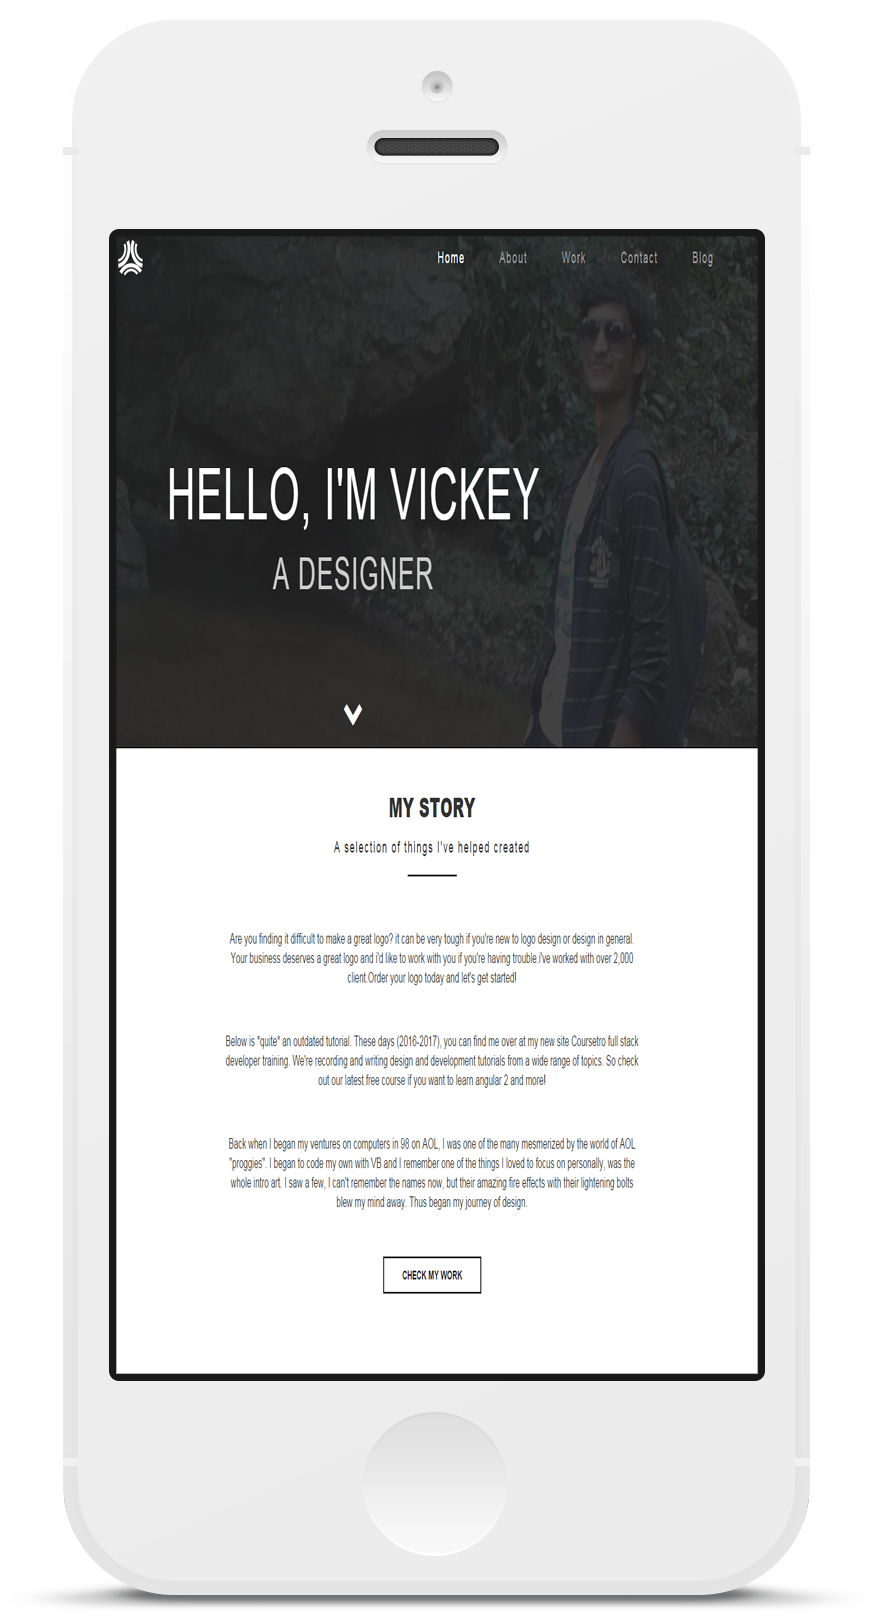 Home About Work Contact Blog
HELLO, I'M VICKEY
A DESIGNER
MY STORY
A selection of things I've helped created
Are you finding it difficult to make a great logo? it can be very tough if you're new to logo design or design in general.
Your business deserves a great logo and i'd like to work with you if you're having trouble.i've worked with over 2,000
client.Order your logo today and let's get started!
Below is "quite" an outdated tutorial. These days (2016-2017), you can find me over at my new site Coursetro full stack
developer training. We're recording and writing design and development tutorials from a wide range of topics. So check
out our latest free course if you want to learn angular 2 and more!
Back when I began my ventures on computers in 98 on AOL, I was one of the many mesmerized by the world of AOL
"proggies". I began to code my own with VB and I remember one of the things I loved to focus on personally, was the
whole intro art. I saw a few, I can't remember the names now, but their amazing fire effects with their lightening bolts
blew my mind away. Thus began my journey of design.
CHECK MY WORK